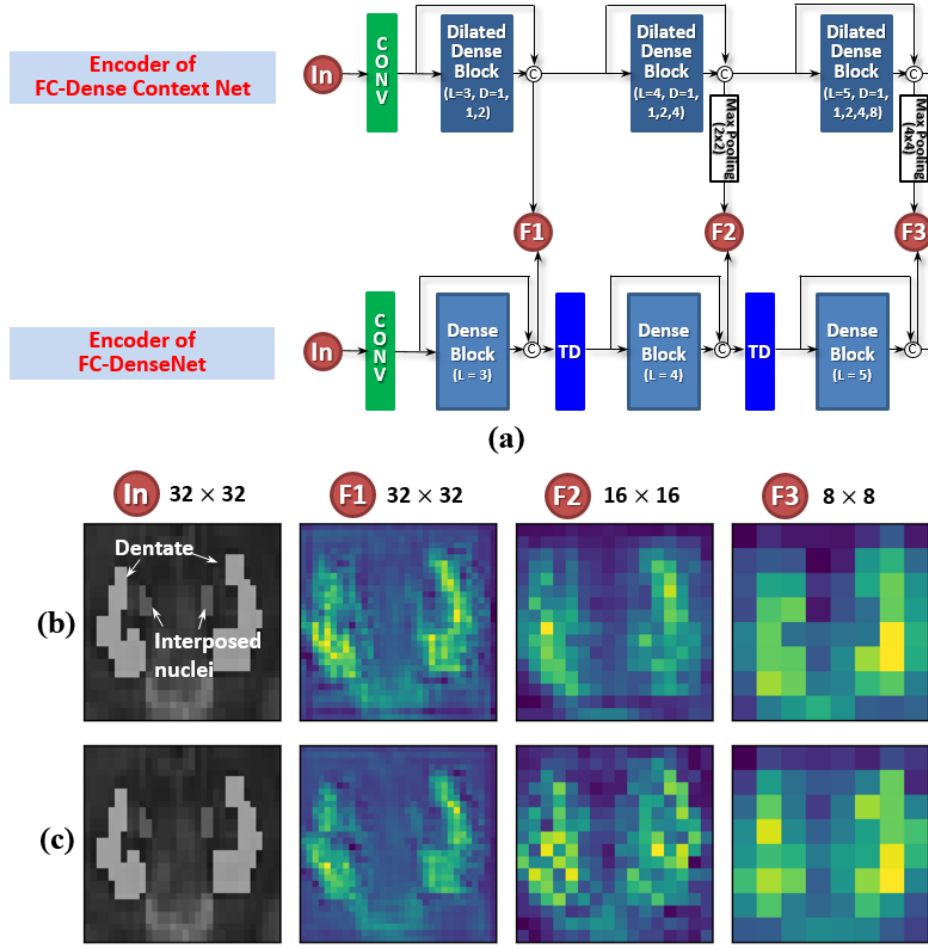 Encoder of
FC-Dense Context Net
In
CONV
Dilated
Dense
Block
(L=3, D=1,
1,2)
C
Dilated
Dense
Block
(L=4, D=1,
1,2,4)
C
Max Pooling
(2x2)
Dilated
Dense
Block
(L=5, D=1,
1,2,4,8)
C
Max Pooling
(4x4)
F1
F2
F3
Encoder of
FC-DenseNet
In
CONV
Dense
Block
(L = 3)
C
TD
Dense
Block
(L = 4)
C
TD
Dense
Block
(L = 5)
C
(a)
In 32 × 32
F1 32 × 32
F2 16 × 16
F3 8 × 8
(b)
Dentate
Interposed
nuclei
(c)